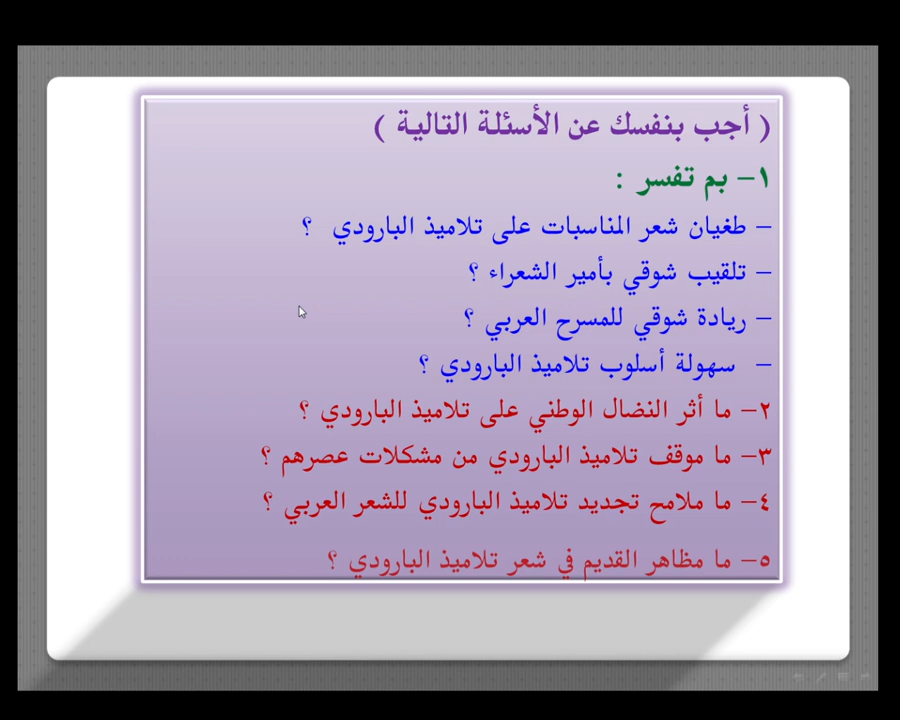 ( أجب بنفسك عن الأسئلة التالية )
١- بم تفسر :
- طغيان شعر المناسبات على تلاميذ البارودي ؟
- تلقيب شوقي بأمير الشعراء ؟
- ريادة شوقي للمسرح العربي ؟
- سهولة أسلوب تلاميذ البارودي ؟
٢- ما أثر النضال الوطني على تلاميذ البارودي ؟
٣- ما موقف تلاميذ البارودي من مشكلات عصرهم ؟
٤- ما ملامح تجديد تلاميذ البارودي للشعر العربي ؟
٥- ما مظاهر القديم في شعر تلاميذ البارودي ؟